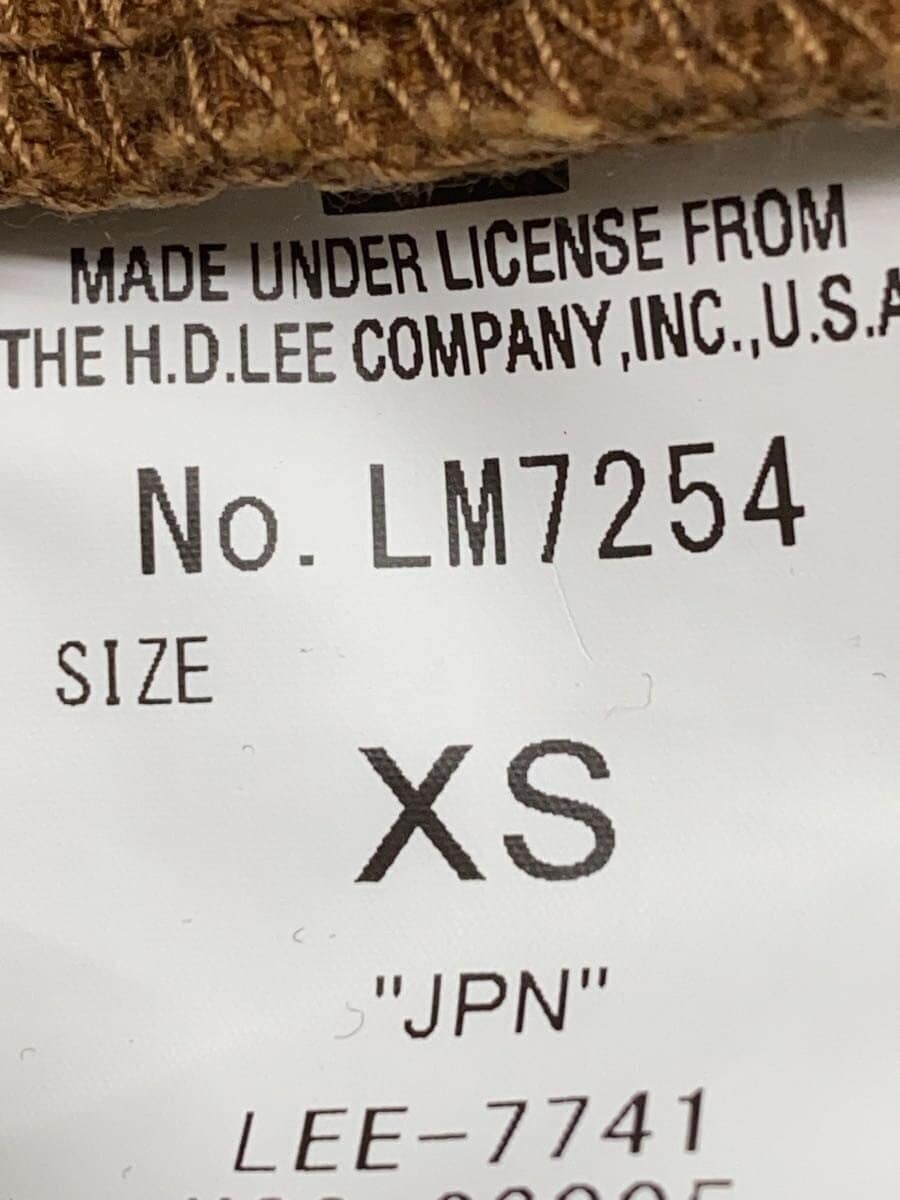 MADE UNDER LICENSE FROM
THE H.D.LEE COMPANY,INC.,U.S.A
No. LM7254
SIZE
XS
"JPN"
LEE-7741